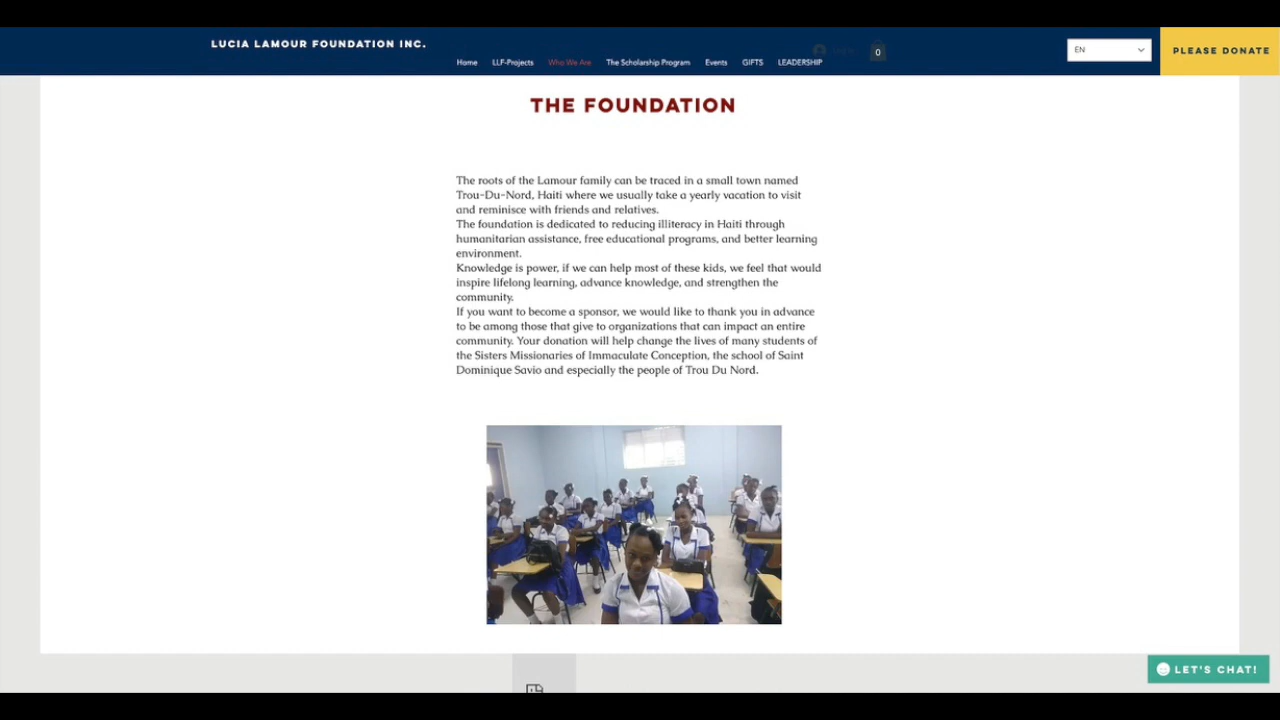 LUCIA LAMOUR FOUNDATION INC.
Home LLF-Projects Who We Are The Scholarship Program Events GIFTS LEADERSHIP
0
EN
PLEASE DONATE
THE FOUNDATION
The roots of the Lamour family can be traced in a small town named
Trou-Du-Nord, Haiti where we usually take a yearly vacation to visit
and reminisce with friends and relatives.
The foundation is dedicated to reducing illiteracy in Haiti through
humanitarian assistance, free educational programs, and better learning
environment.
Knowledge is power, if we can help most of these kids, we feel that would
inspire lifelong learning, advance knowledge, and strengthen the
community.
If you want to become a sponsor, we would like to thank you in advance
to be among those that give to organizations that can impact an entire
community. Your donation will help change the lives of many students of
the Sisters Missionaries of Immaculate Conception, the school of Saint
Dominique Savio and especially the people of Trou Du Nord.
LET'S CHAT!